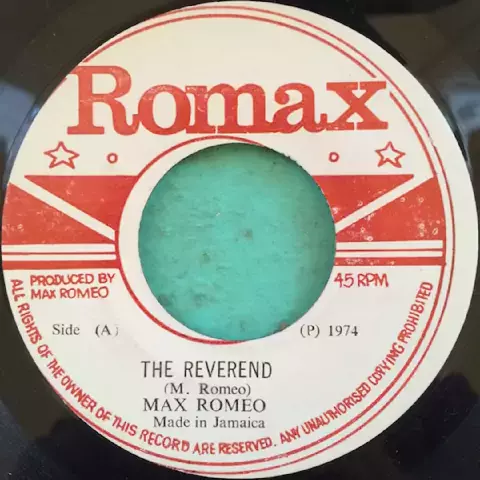 Romax
PRODUCED BY
MAX ROMEO
45 RPM
Side (A)
(P) 1974
THE REVEREND
(M. Romeo)
MAX ROMEO
Made in Jamaica
ALL RIGHTS OF THE OWNER OF THIS RECORD ARE RESERVED. ANY UNAUTHORISED COPYING PROHIBITED